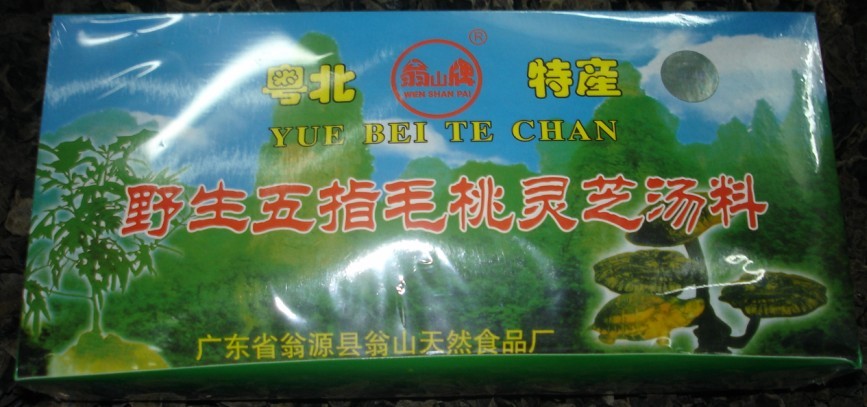 粤北 翁山牌 ® 特産
WEN SHAN PAI
YUE BEI TE CHAN
野生五指毛桃灵芝汤料
广东省翁源县翁山天然食品厂